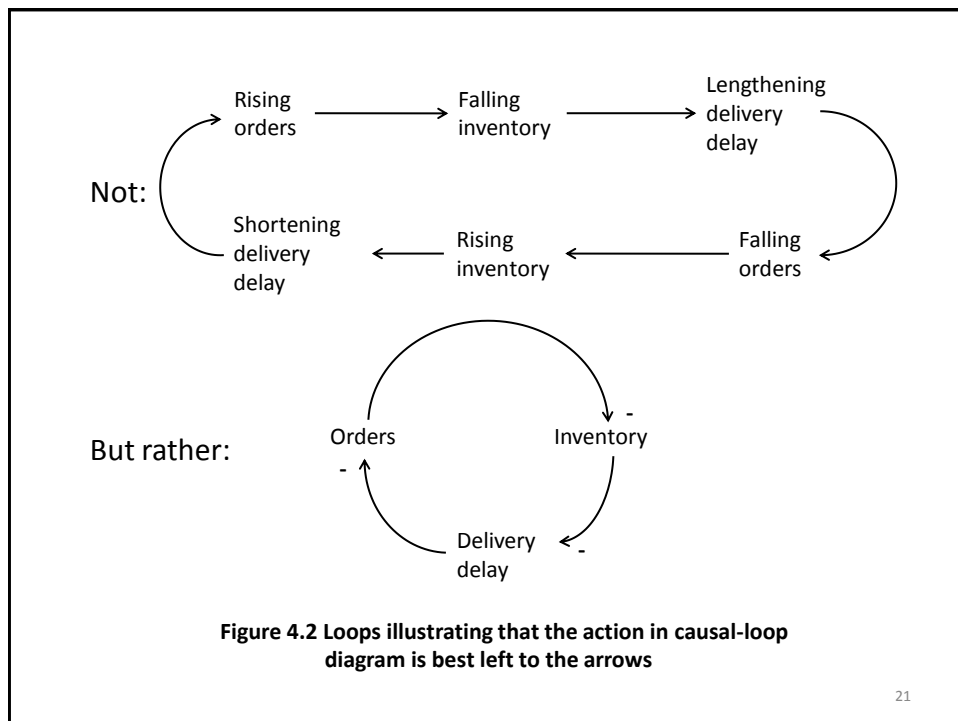 Rising
orders
Falling
inventory
Lengthening
delivery
delay
Not:
Shortening
delivery
delay
Rising
inventory
Falling
orders
But rather:
Orders
-
Inventory
-
Delivery
delay
-
Figure 4.2 Loops illustrating that the action in causal-loop
diagram is best left to the arrows
21